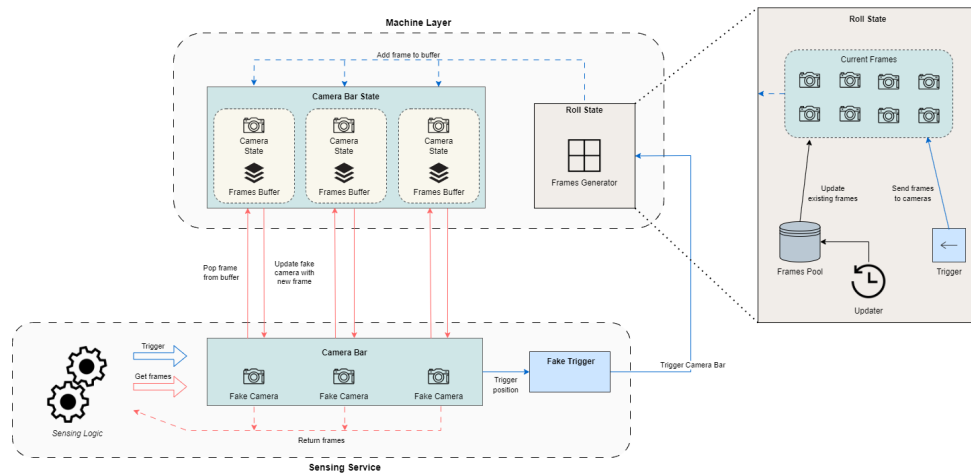 Machine Layer
Add frame to buffer
Camera Bar State
Camera
State
Frames Buffer
Camera
State
Frames Buffer
Camera
State
Frames Buffer
Roll State
Frames Generator
Roll State
Current Frames
Update
existing frames
Send frames
to cameras
Frames Pool
Trigger
Updater
Pop frame
from buffer
Update fake
camera with
new frame
Trigger
Get frames
Sensing Logic
Camera Bar
Fake Camera
Fake Camera
Fake Camera
Return frames
Trigger
position
Fake Trigger
Trigger Camera Bar
Sensing Service